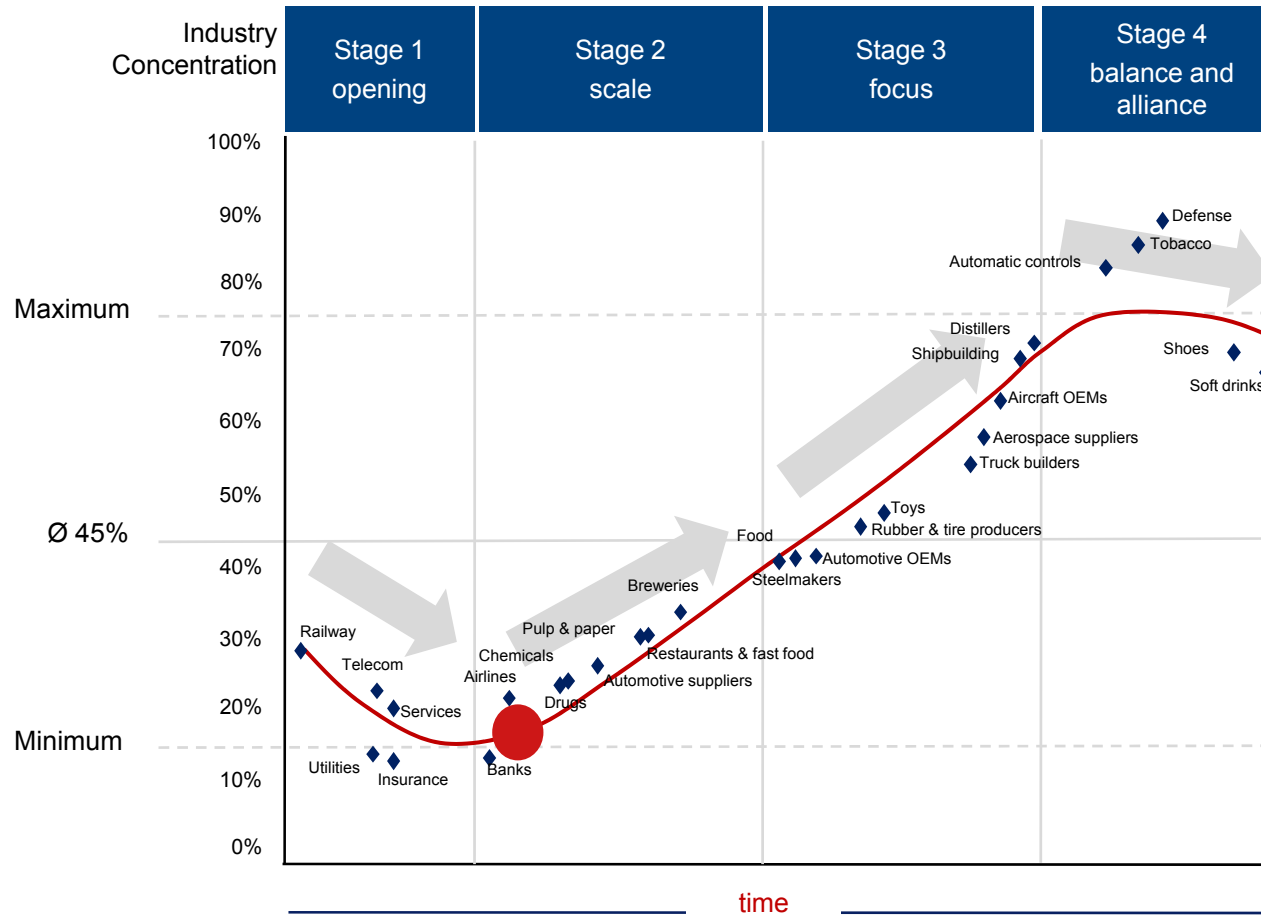 Industry
Concentration
Stage 1
opening
Stage 2
scale
Stage 3
focus
Stage 4
balance and
alliance
100%
90%
Defense
Tobacco
Automatic controls
80%
Maximum
70%
Distillers
Shipbuilding
Shoes
Soft drinks
Aircraft OEMs
60%
Aerospace suppliers
Truck builders
50%
Toys
Rubber & tire producers
Ø 45%
Food
40%
Automotive OEMs
Steelmakers
Breweries
30%
Railway
Pulp & paper
Restaurants & fast food
Telecom
Chemicals
Airlines
Automotive suppliers
Drugs
20%
Services
Minimum
Utilities
Insurance
Banks
10%
0%
time